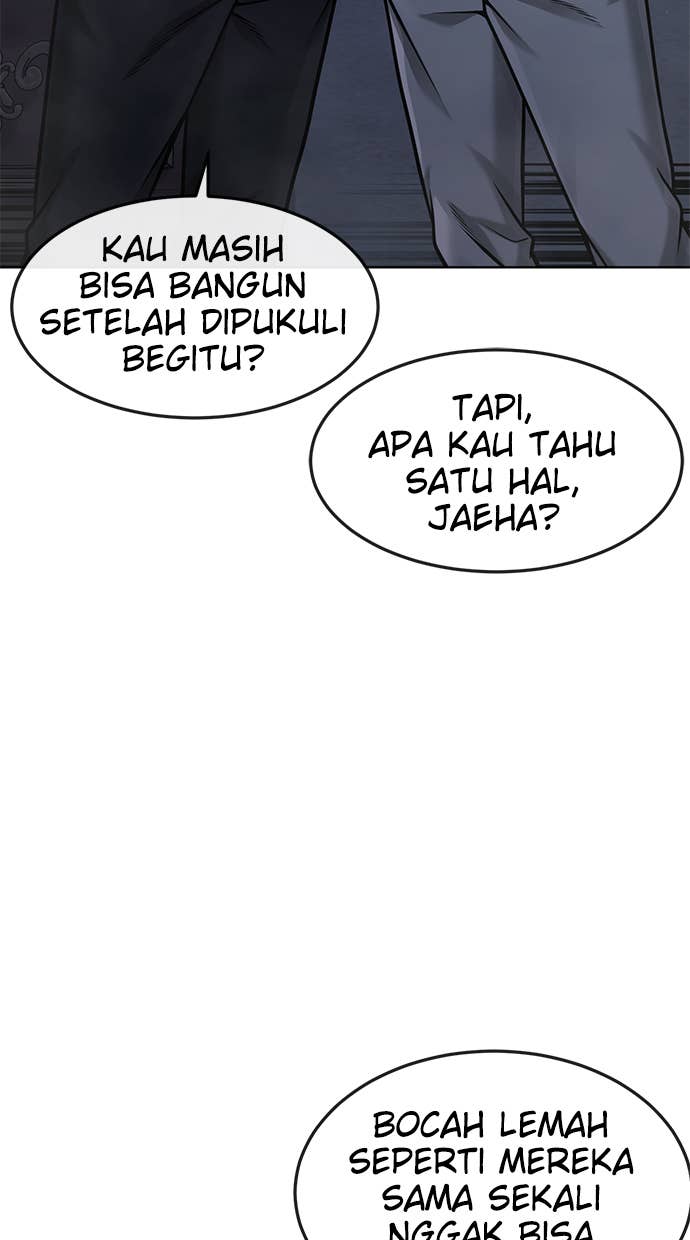 KAU MASIH
BISA BANGUN
SETELAH DIPUKULI
BEGITU?
TAPI,
APA KAU TAHU
SATU HAL,
JAEHA?
BOCAH LEMAH
SEPERTI MEREKA
SAMA SEKALI
NGGAK BISA